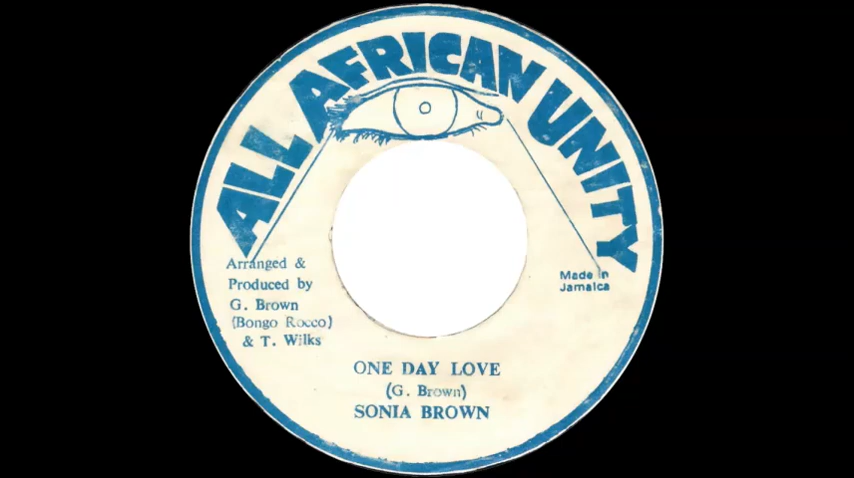 ALL AFRICAN UNITY
Arranged &
Produced by
G. Brown
(Bongo Rocco)
& T. Wilks
Made in
Jamaica
ONE DAY LOVE
(G. Brown)
SONIA BROWN